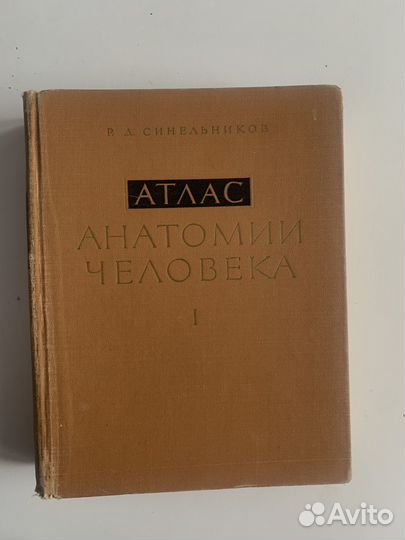 Р. Д. СИНЕЛЬНИКОВ
АТЛАС
АНАТОМИИ
ЧЕЛОВЕКА
I
Avito